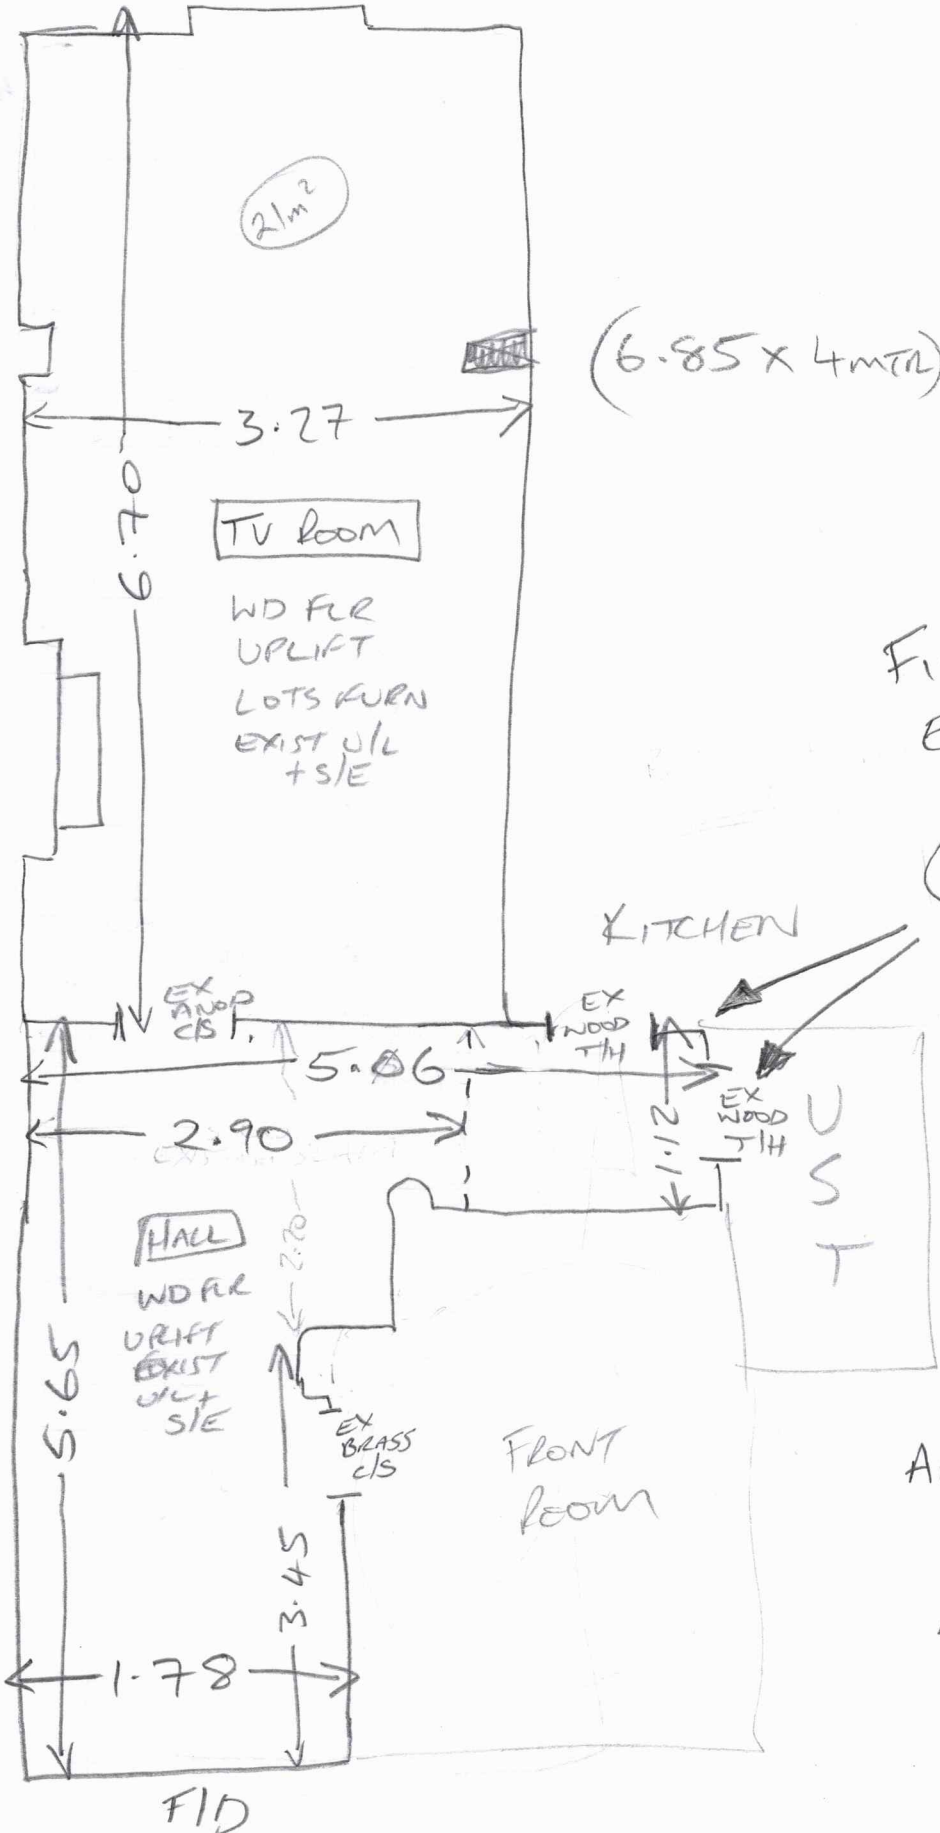 21m²
(6.85 x 4mTR)
3.27
6.70
TV ROOM
WD FLR
UPLIFT
LOTS FURN
EXIST U/L
+ S/E
KITCHEN
EX
ANOD
C/S
EX
WOOD
T/H
5.06
2.90
1.12
EX
WOOD
T/H
U
S
T
HALL
WD FLR
UPLIFT
EXIST
U/L +
S/E
2.20
5.65
EX
BRASS
C/S
FRONT
ROOM
3.45
1.78
F/D